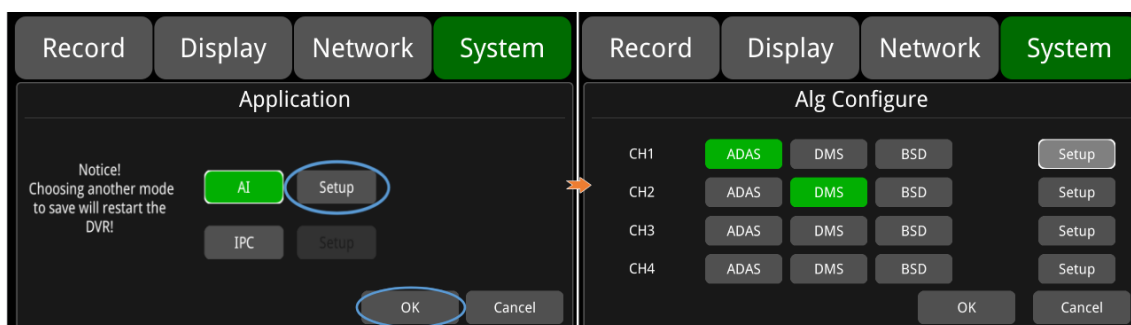 Record Display Network System
Application
Notice!
Choosing another mode
to save will restart the
DVR!
AI Setup
IPC Setup
OK Cancel
Record Display Network System
Alg Configure
CH1 ADAS DMS BSD Setup
CH2 ADAS DMS BSD Setup
CH3 ADAS DMS BSD Setup
CH4 ADAS DMS BSD Setup
OK Cancel